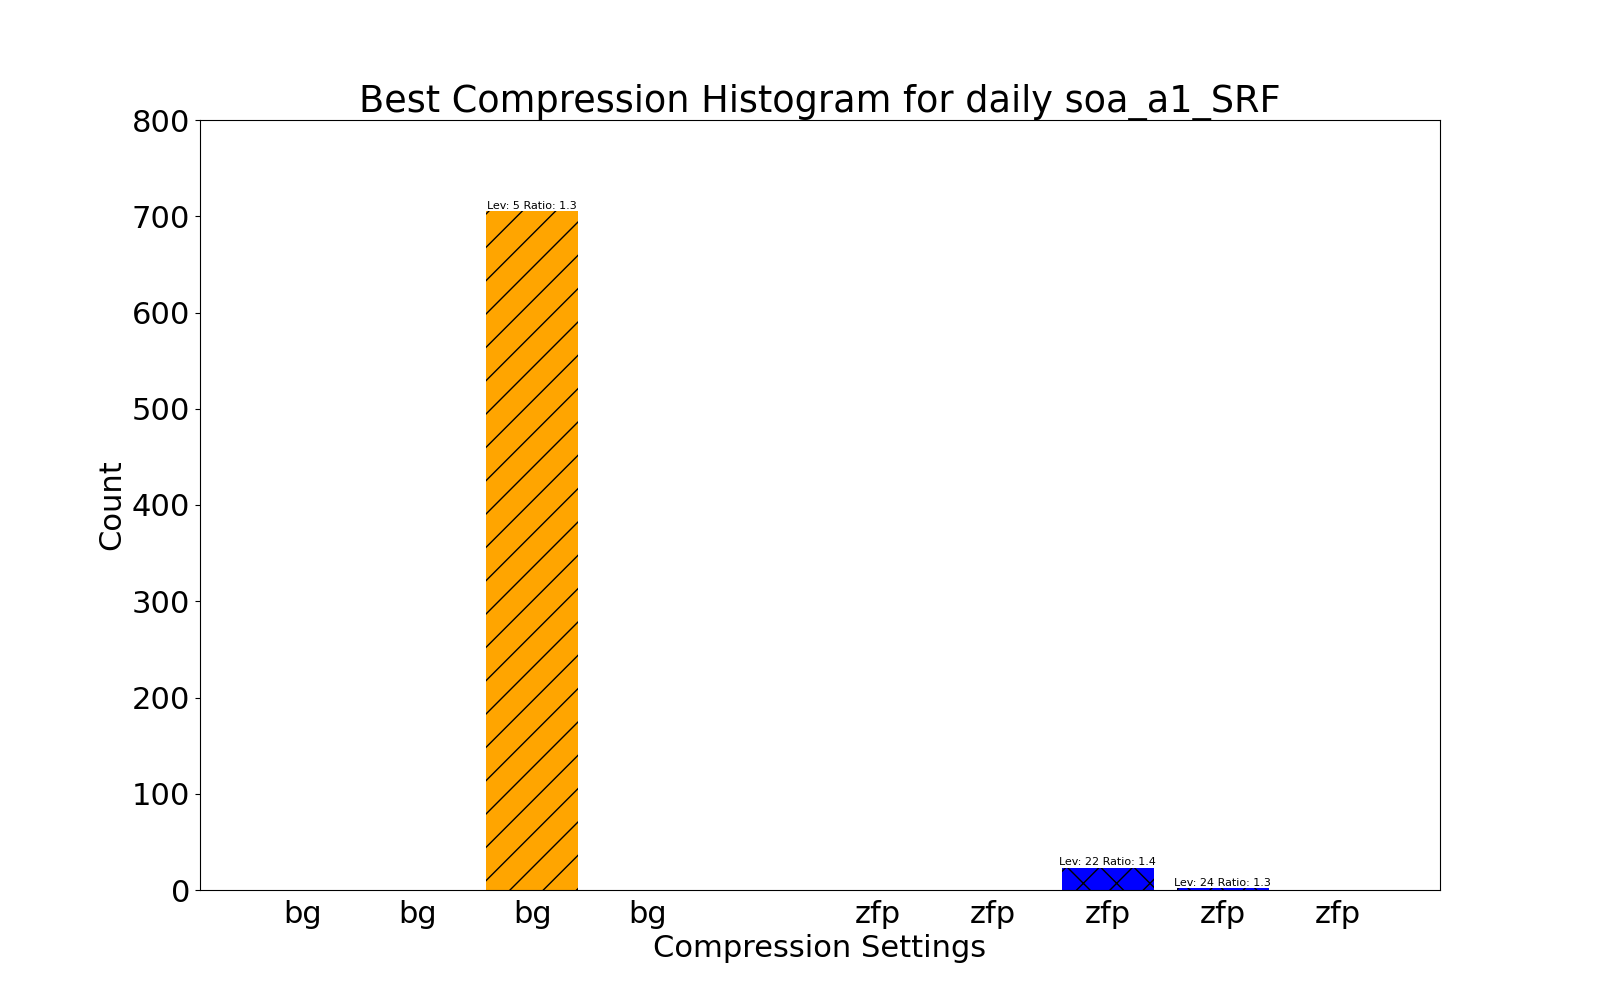 Best Compression Histogram for daily soa_a1_SRF
800
700
600
500
400
300
200
100
0
Count
Lev: 5 Ratio: 1.3
Lev: 22 Ratio: 1.4
Lev: 24 Ratio: 1.3
bg bg bg bg zfp zfp zfp zfp zfp
Compression Settings